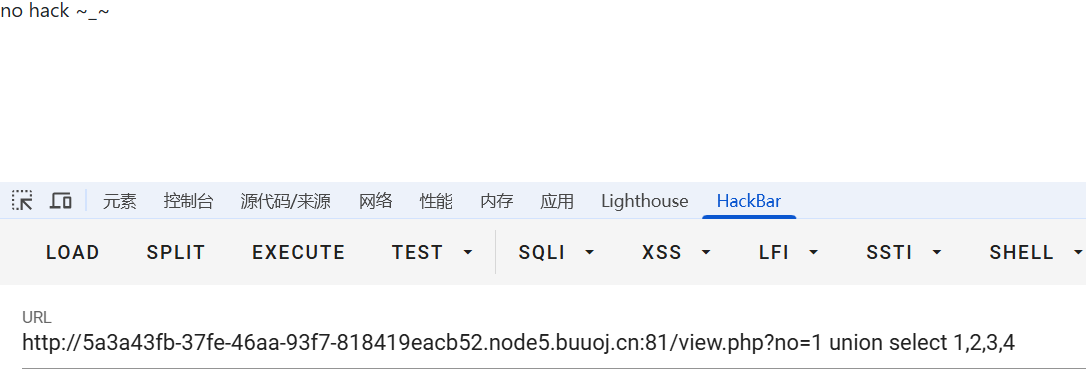 no hack ~_~
元素 控制台 源代码/来源 网络 性能 内存 应用 Lighthouse HackBar
LOAD SPLIT EXECUTE TEST SQLI XSS LFI SSTI SHELL
URL
http://5a3a43fb-37fe-46aa-93f7-818419eacb52.node5.buuoj.cn:81/view.php?no=1 union select 1,2,3,4